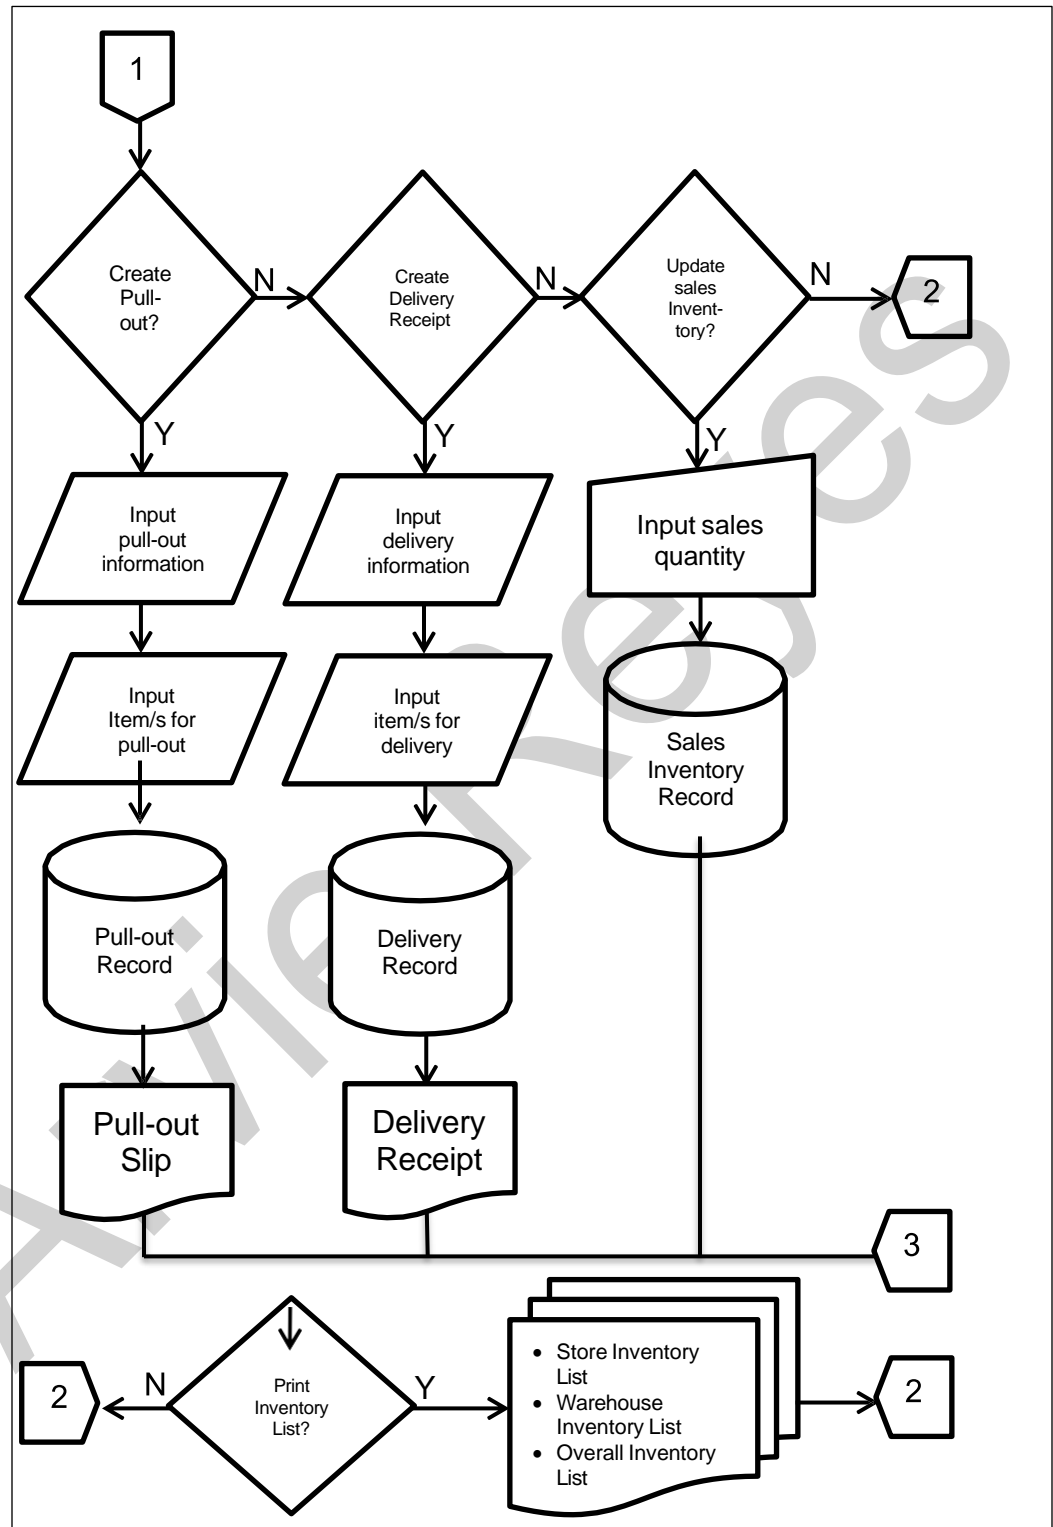 1
Create
Pull-
out?
N
Create
Delivery
Receipt
N
Update
sales
Invent-
tory?
N
2
Y
Y
Y
Input
pull-out
information
Input
delivery
information
Input sales
quantity
Input
Item/s for
pull-out
Input
item/s for
delivery
Sales
Inventory
Record
Pull-out
Record
Delivery
Record
Pull-out
Slip
Delivery
Receipt
3
2
N
Print
Inventory
List?
Y
• Store Inventory
List
• Warehouse
Inventory List
• Overall Inventory
List
2